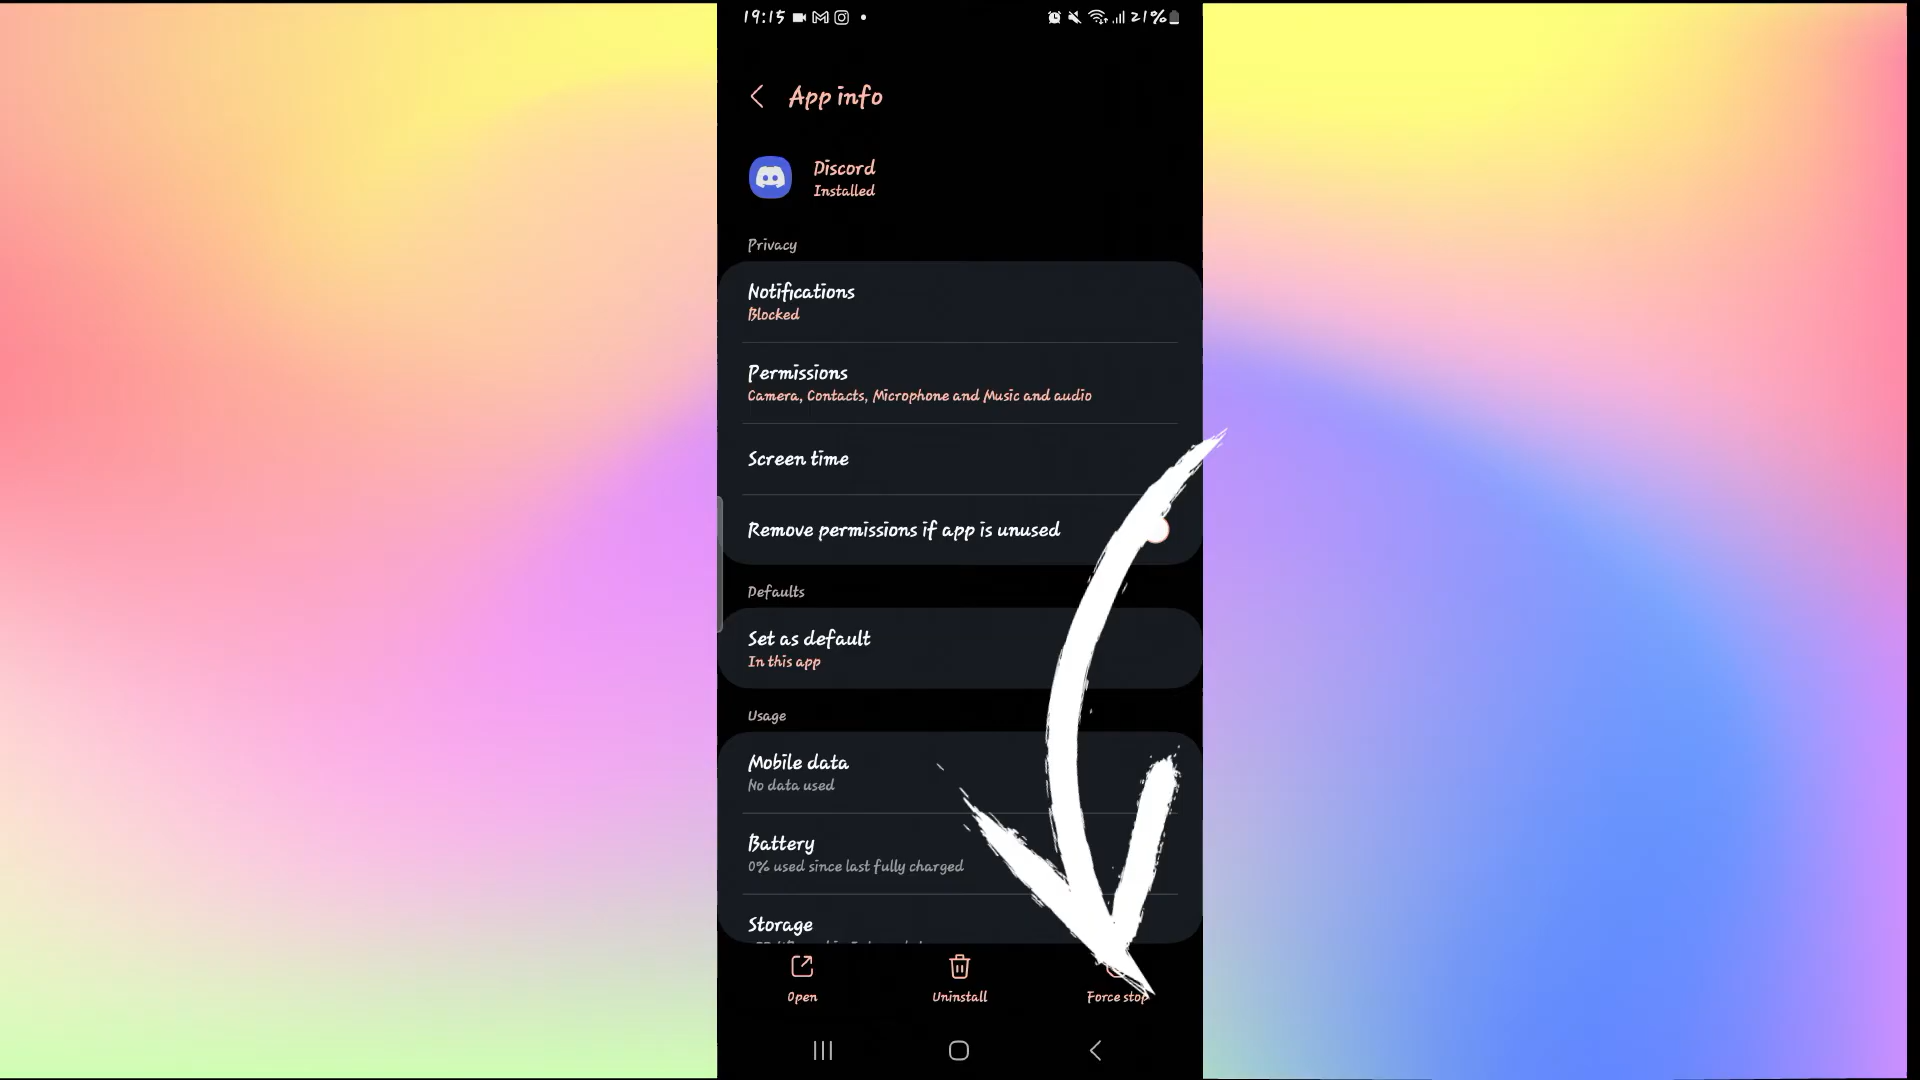 19:15
21%
App info
Discord
Installed
Privacy
Notifications
Blocked
Permissions
Camera, Contacts, Microphone and Music and audio
Screen time
Remove permissions if app is unused
Defaults
Set as default
In this app
Usage
Mobile data
No data used
Battery
0% used since last fully charged
Storage
Open
Uninstall
Force stop